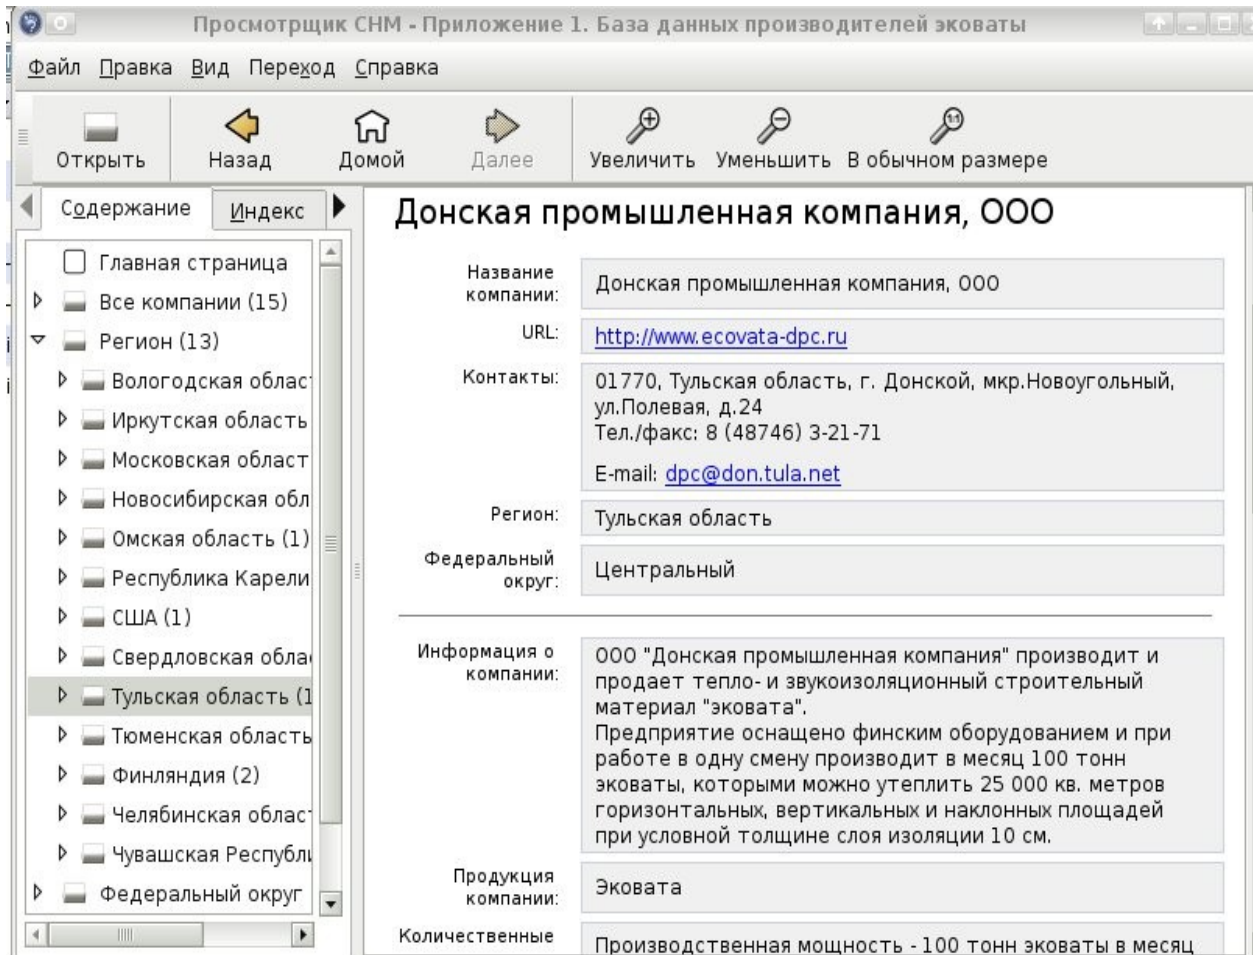 Просмотрщик CHM - Приложение 1. База данных производителей эковаты
Файл Правка Вид Переход Справка
Открыть Назад Домой Далее Увеличить Уменьшить В обычном размере
Содержание Индекс
Главная страница
Все компании (15)
Регион (13)
Вологодская област
Иркутская область
Московская област
Новосибирская обл
Омская область (1)
Республика Карели
США (1)
Свердловская обла
Тульская область (1
Тюменская область
Финляндия (2)
Челябинская област
Чувашская Республи
Федеральный округ
Донская промышленная компания, ООО
Название компании:
Донская промышленная компания, ООО
URL:
http://www.ecovata-dpc.ru
Контакты:
01770, Тульская область, г. Донской, мкр.Новоугольный,
ул.Полевая, д.24
Тел./факс: 8 (48746) 3-21-71
E-mail: dpc@don.tula.net
Регион:
Тульская область
Федеральный округ:
Центральный
Информация о компании:
ООО "Донская промышленная компания" производит и
продает тепло- и звукоизоляционный строительный
материал "эковата".
Предприятие оснащено финским оборудованием и при
работе в одну смену производит в месяц 100 тонн
эковаты, которыми можно утеплить 25 000 кв. метров
горизонтальных, вертикальных и наклонных площадей
при условной толщине слоя изоляции 10 см.
Продукция компании:
Эковата
Количественные
Производственная мощность - 100 тонн эковаты в месяц